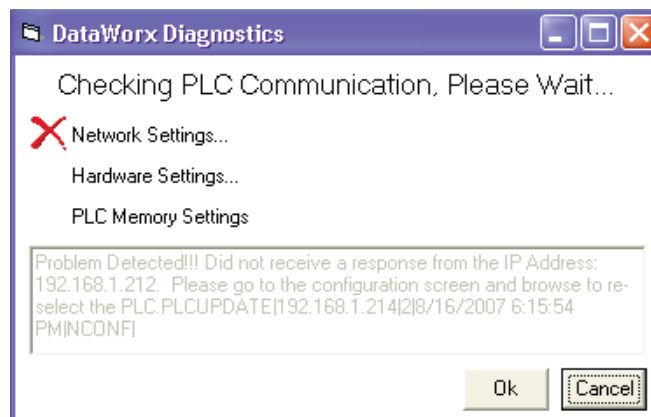 DataWorx Diagnostics
Checking PLC Communication, Please Wait...
Network Settings...
Hardware Settings...
PLC Memory Settings
Problem Detected!!! Did not receive a response from the IP Address:
192.168.1.212.  Please go to the configuration screen and browse to re-
select the PLC.PLCUPDATE|192.168.1.214|2|8/16/2007 6:15:54
PM|NCONF|
Ok
Cancel